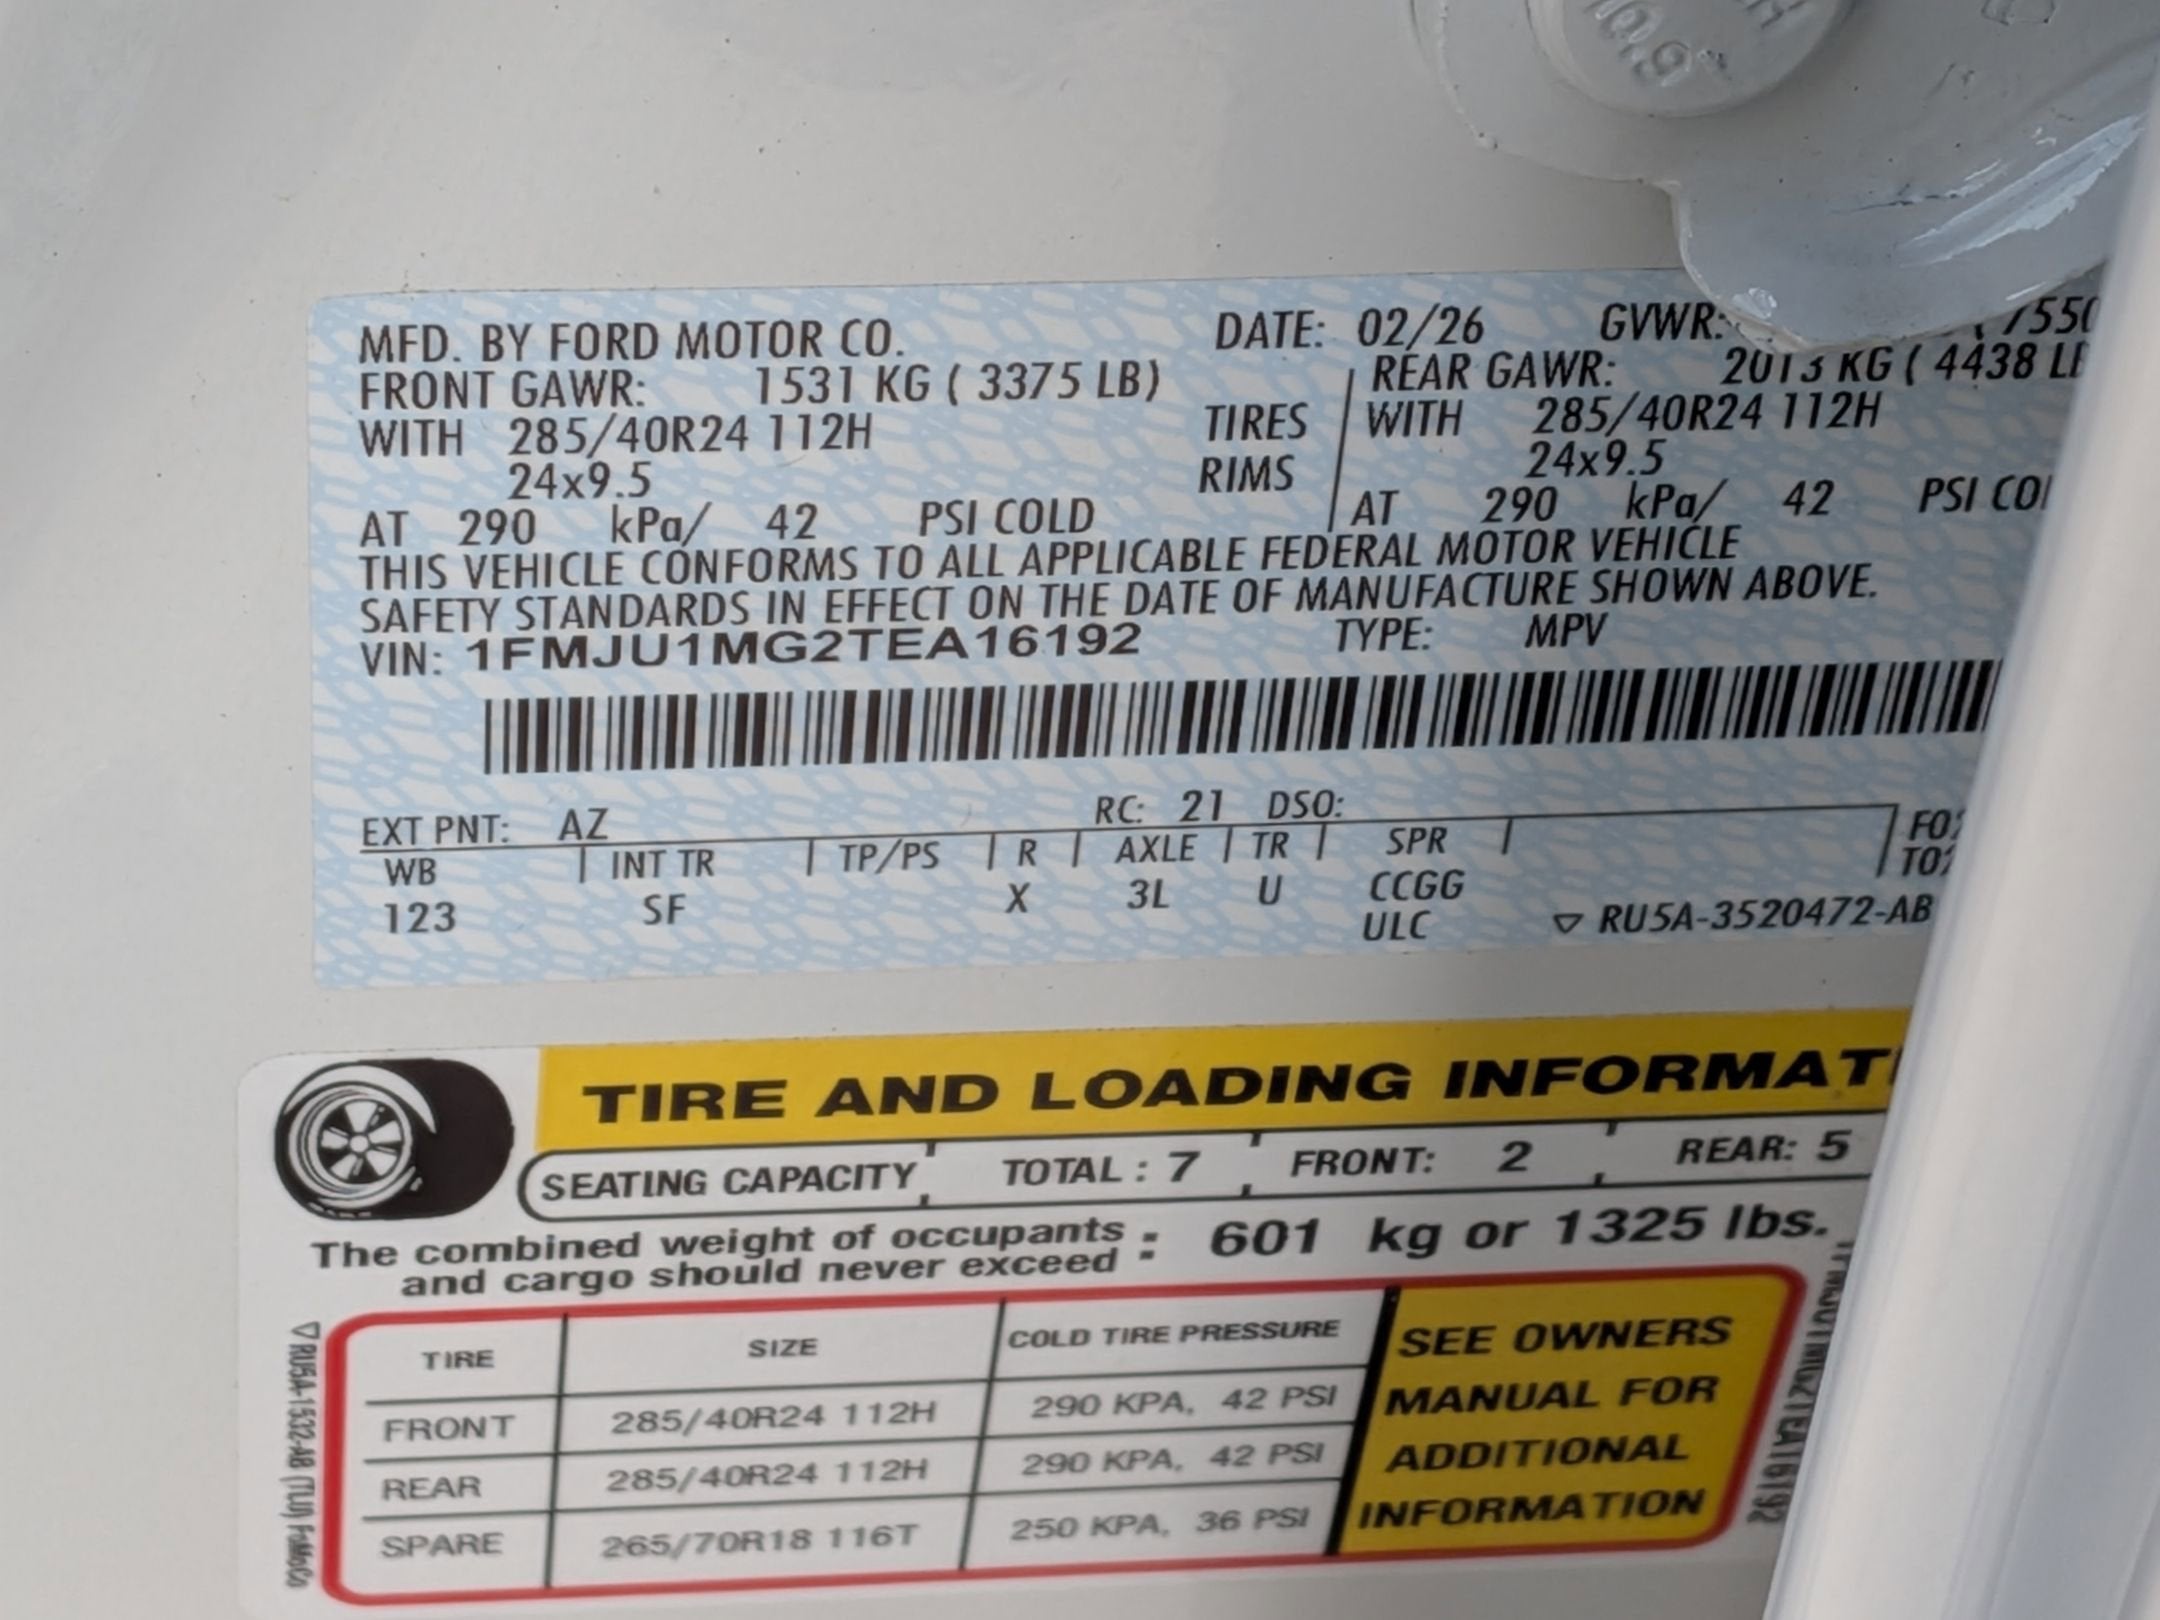 MFD. BY FORD MOTOR CO. DATE: 02/26 GVWR:
FRONT GAWR: 1531 KG ( 3375 LB) REAR GAWR: 2013 KG ( 4438
WITH 285/40R24 112H TIRES WITH 285/40R24 112H
24x9.5 RIMS 24x9.5
AT 290 kPa/ 42 PSI COLD AT 290 kPa/ 42 PSI
THIS VEHICLE CONFORMS TO ALL APPLICABLE FEDERAL MOTOR VEHICLE
SAFETY STANDARDS IN EFFECT ON THE DATE OF MANUFACTURE SHOWN ABOVE.
VIN: 1FMJU1MG2TEA16192 TYPE: MPV
EXT PNT: AZ RC: 21 DSO:
WB INT TR TP/PS R AXLE TR SPR
123 SF X 3L U CCGG
ULC ▽ RU5A-3520472-AB
TIRE AND LOADING
SEATING CAPACITY TOTAL : 7 FRONT: 2 REAR: 5
The combined weight of occupants
and cargo should never exceed : 601 kg or 1325 lbs.
TIRE SIZE COLD TIRE PRESSURE
FRONT 285/40R24 112H 290 KPA, 42 PSI
REAR 285/40R24 112H 290 KPA, 42 PSI
SPARE 265/70R18 116T 250 KPA, 36 PSI
SEE OWNERS
MANUAL FOR
ADDITIONAL
INFORMATION
▽RU5A-1532-AB (TLU) FoMoCo